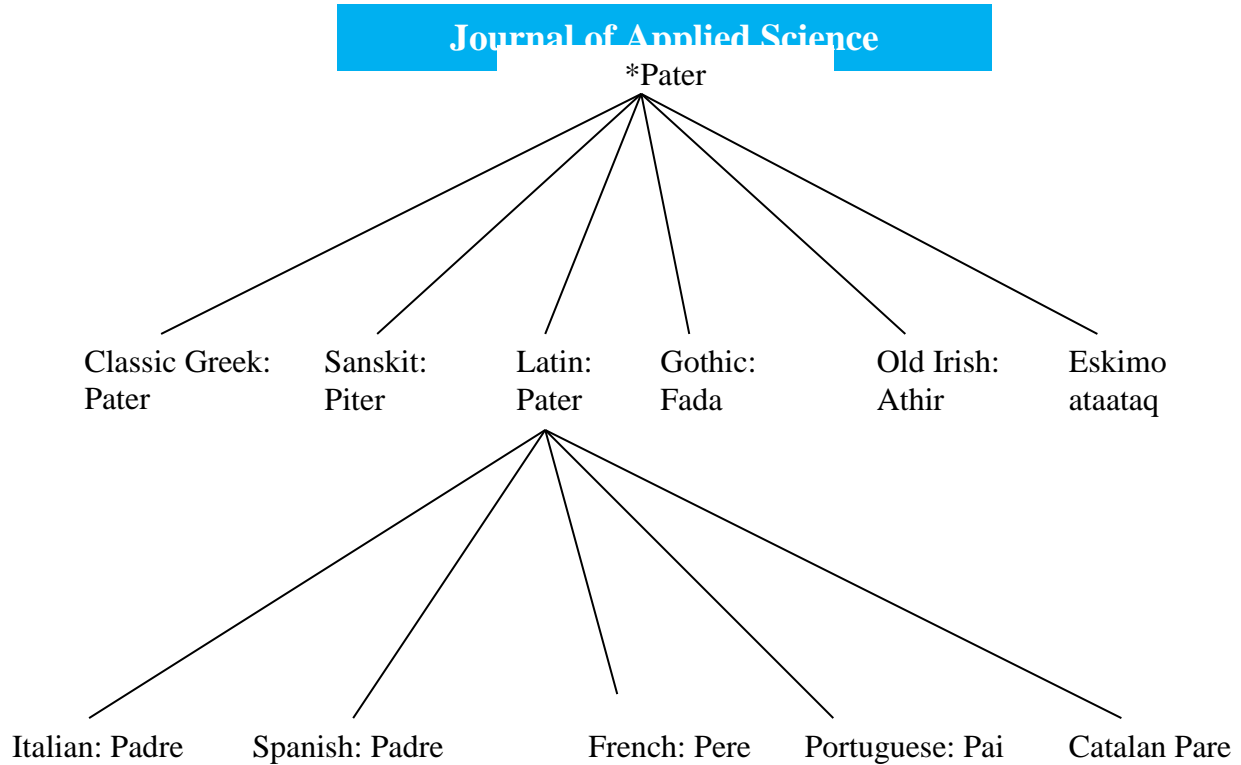 Journal of Applied Science
*Pater
Classic Greek: Sanskit: Latin: Gothic: Old Irish: Eskimo
Pater Piter Pater Fada Athir ataataq
Italian: Padre Spanish: Padre French: Pere Portuguese: Pai Catalan Pare